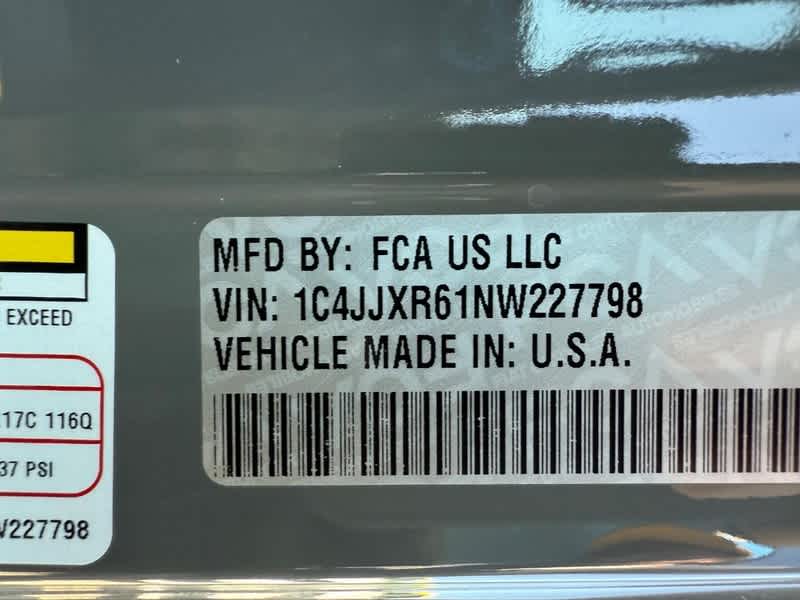 MFD BY: FCA US LLC
VIN: 1C4JJXR61NW227798
VEHICLE MADE IN: U.S.A.
EXCEED
17C 116Q
37 PSI
W227798